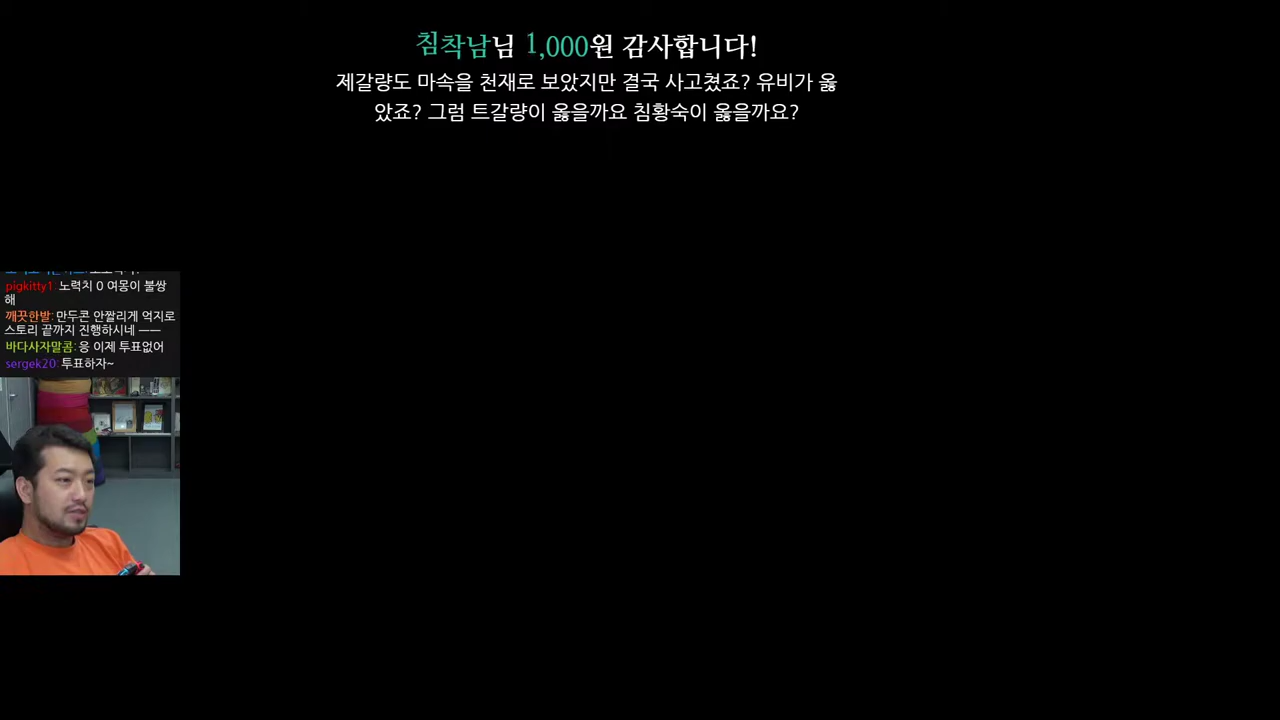 침착남님 1,000원 감사합니다!
제갈량도 마속을 천재로 보았지만 결국 사고쳤죠? 유비가 옳
았죠? 그럼 트갈량이 옳을까요 침황숙이 옳을까요?
pigkitty1: 노력치 0 여몽이 불쌍
해
깨끗한발: 만두콘 안짤리게 억지로
스토리 끝까지 진행하시네 ㅡㅡ
바다사자말콤: 응 이제 투표없어
sergek20: 투표하자~